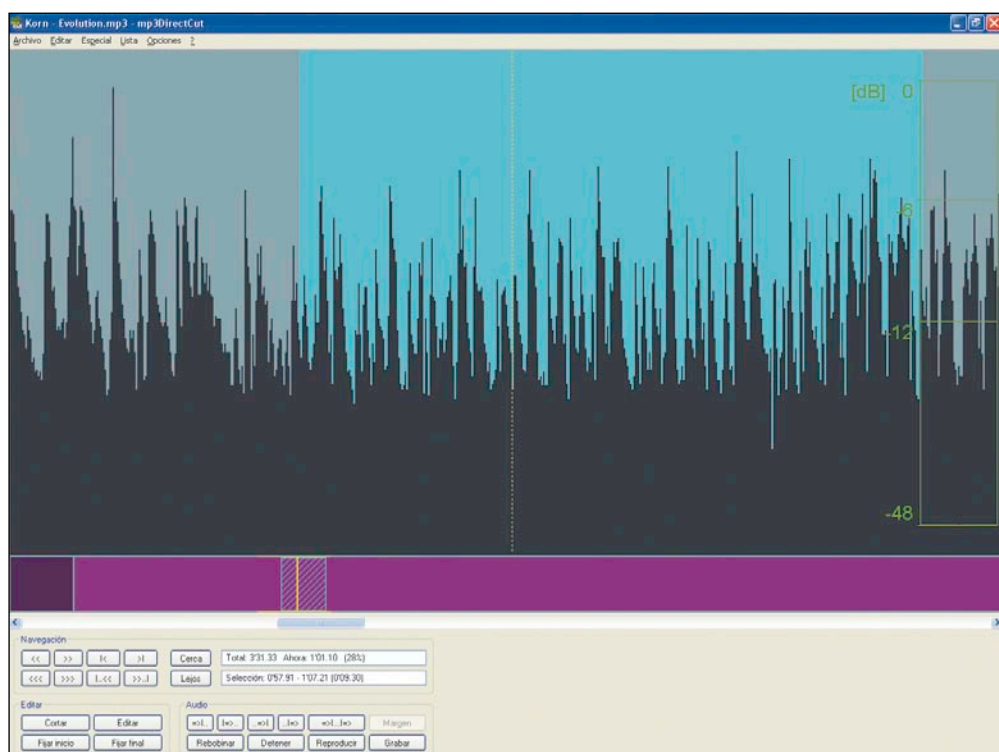 Korn - Evolution.mp3 - mp3DirectCut
Archivo Editar Especial Lista Opciones ?
[dB] 0
-6
-12
-48
Navegación
<< >> |< >| Cerca Total: 3'31.33 Ahora: 1'01.10 (28%)
<<< >>> |..<< >>..| Lejos Selección: 0'57.91 - 1'07.21 (0'09.30)
Editar Audio
Cortar Editar Margen
Fijar inicio Fijar final Rebobinar Detener Reproducir Grabar